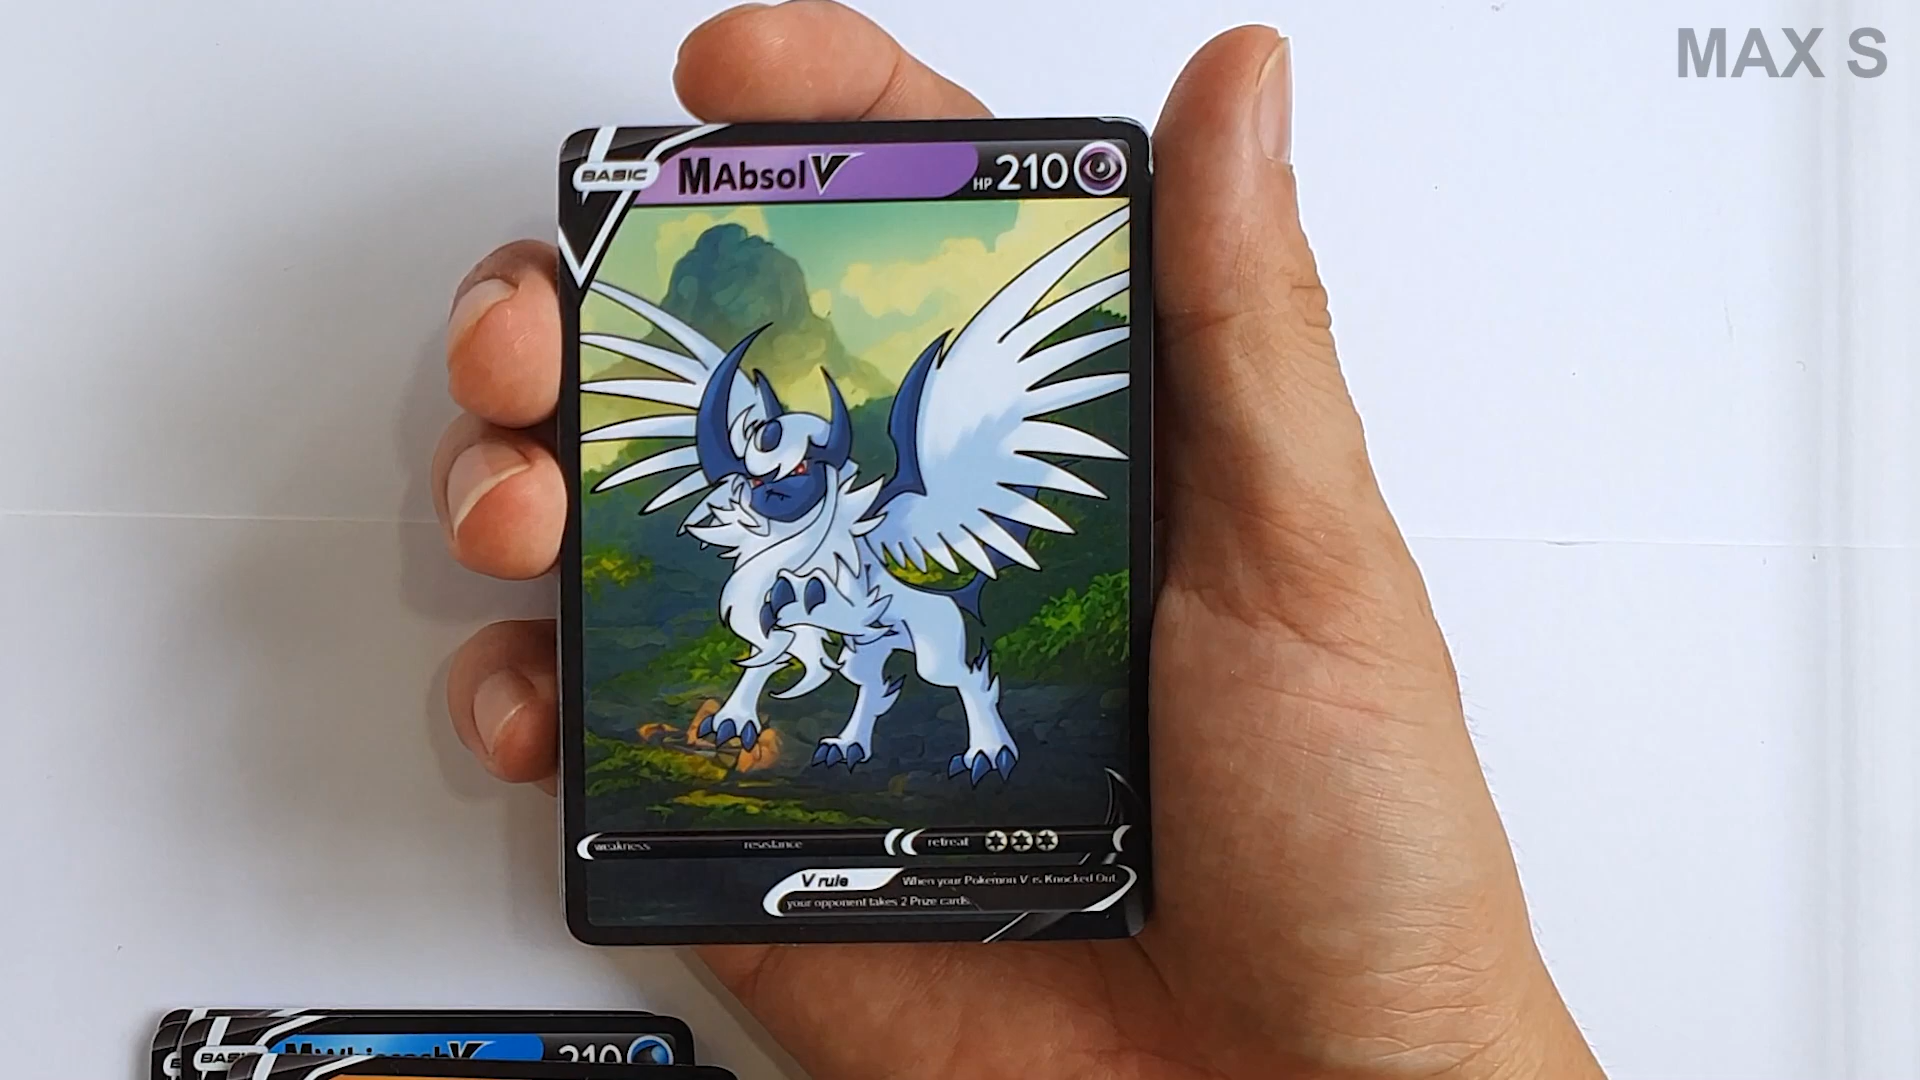 MAX S
BASIC MAbsol V HP 210
weakness resistance retreat
V rule When your Pokemon V is Knocked Out,
your opponent takes 2 Prize cards.
210